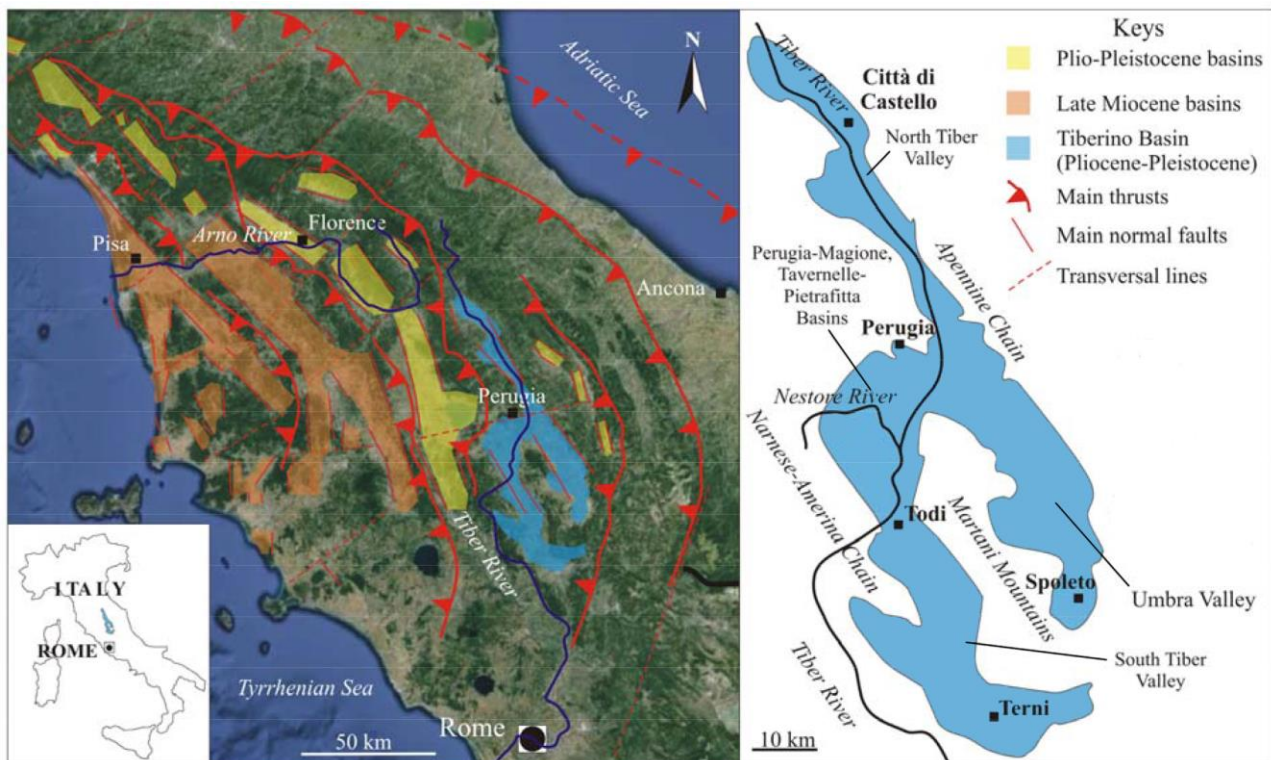 Adriatic Sea
N
Florence
Arno River
Pisa
Ancona
Perugia
Tiber River
ITALY
ROME
Tyrrhenian Sea
Rome
50 km
Tiber River
Città di
Castello
North Tiber
Valley
Perugia-Magione,
Tavernelle-
Pietrafitta
Basins
Apennine Chain
Perugia
Nestore River
Narnese-Amerina Chain
Todi
Martani Mountains
Spoleto
Umbra Valley
South Tiber
Valley
Tiber River
Terni
10 km
Keys
Plio-Pleistocene basins
Late Miocene basins
Tiberino Basin
(Pliocene-Pleistocene)
Main thrusts
Main normal faults
Transversal lines